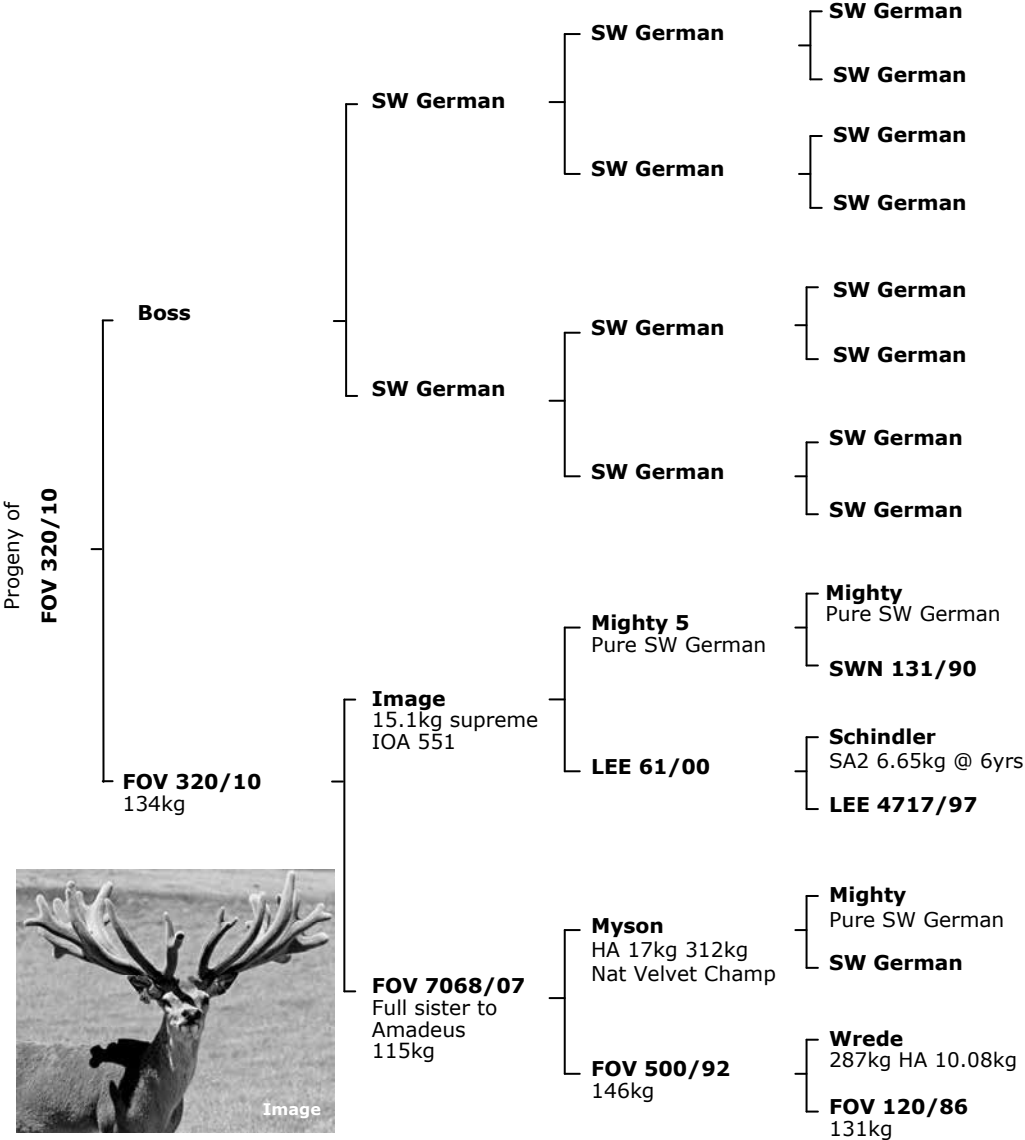 SW German
SW German
SW German
SW German
SW German
SW German
SW German
SW German
Boss
SW German
SW German
SW German
SW German
SW German
SW German
SW German
Progeny of
FOV 320/10
Mighty
Pure SW German
Mighty 5
Pure SW German
SWN 131/90
Image
15.1kg supreme
IOA 551
Schindler
SA2 6.65kg @ 6yrs
LEE 61/00
LEE 4717/97
FOV 320/10
134kg
Mighty
Pure SW German
Myson
HA 17kg 312kg
Nat Velvet Champ
SW German
FOV 7068/07
Full sister to
Amadeus
115kg
Wrede
287kg HA 10.08kg
FOV 500/92
146kg
FOV 120/86
131kg
Image